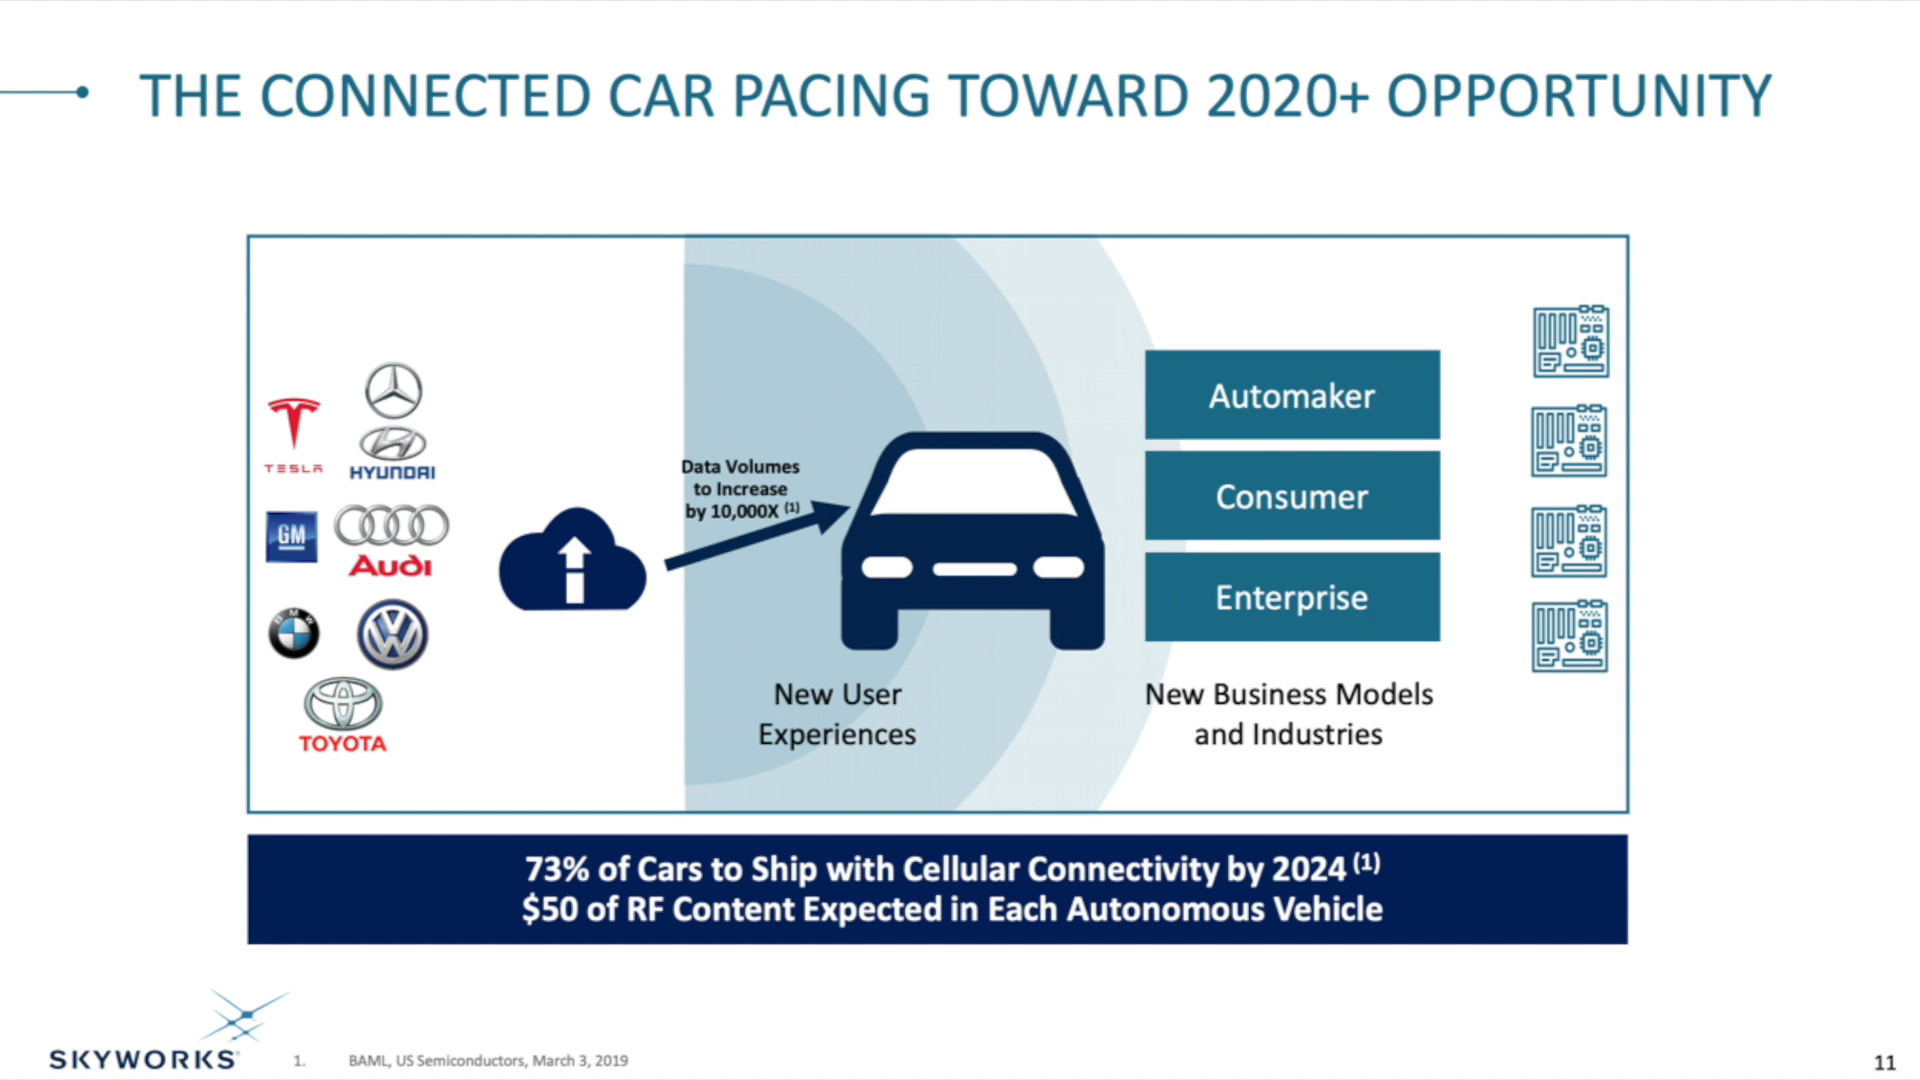 THE CONNECTED CAR PACING TOWARD 2020+ OPPORTUNITY
TESLA
HYUNDAI
GM
Audi
BMW
TOYOTA
Data Volumes
to Increase
by 10,000X (1)
New User
Experiences
Automaker
Consumer
Enterprise
New Business Models
and Industries
73% of Cars to Ship with Cellular Connectivity by 2024 (1)
$50 of RF Content Expected in Each Autonomous Vehicle
SKYWORKS
1. BAML, US Semiconductors, March 3, 2019
11